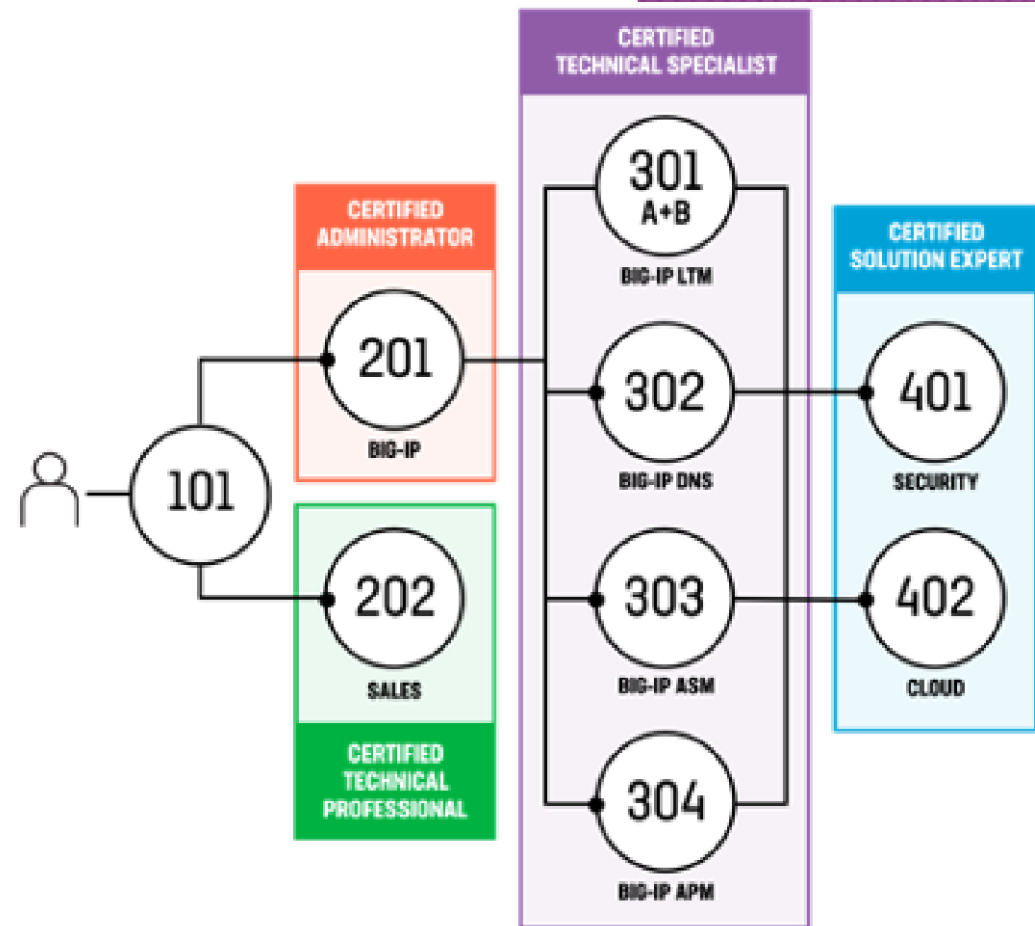 101
CERTIFIED
ADMINISTRATOR
201
BIG-IP
202
SALES
CERTIFIED
TECHNICAL
PROFESSIONAL
CERTIFIED
TECHNICAL SPECIALIST
301
A+B
BIG-IP LTM
302
BIG-IP DNS
303
BIG-IP ASM
304
BIG-IP APM
CERTIFIED
SOLUTION EXPERT
401
SECURITY
402
CLOUD